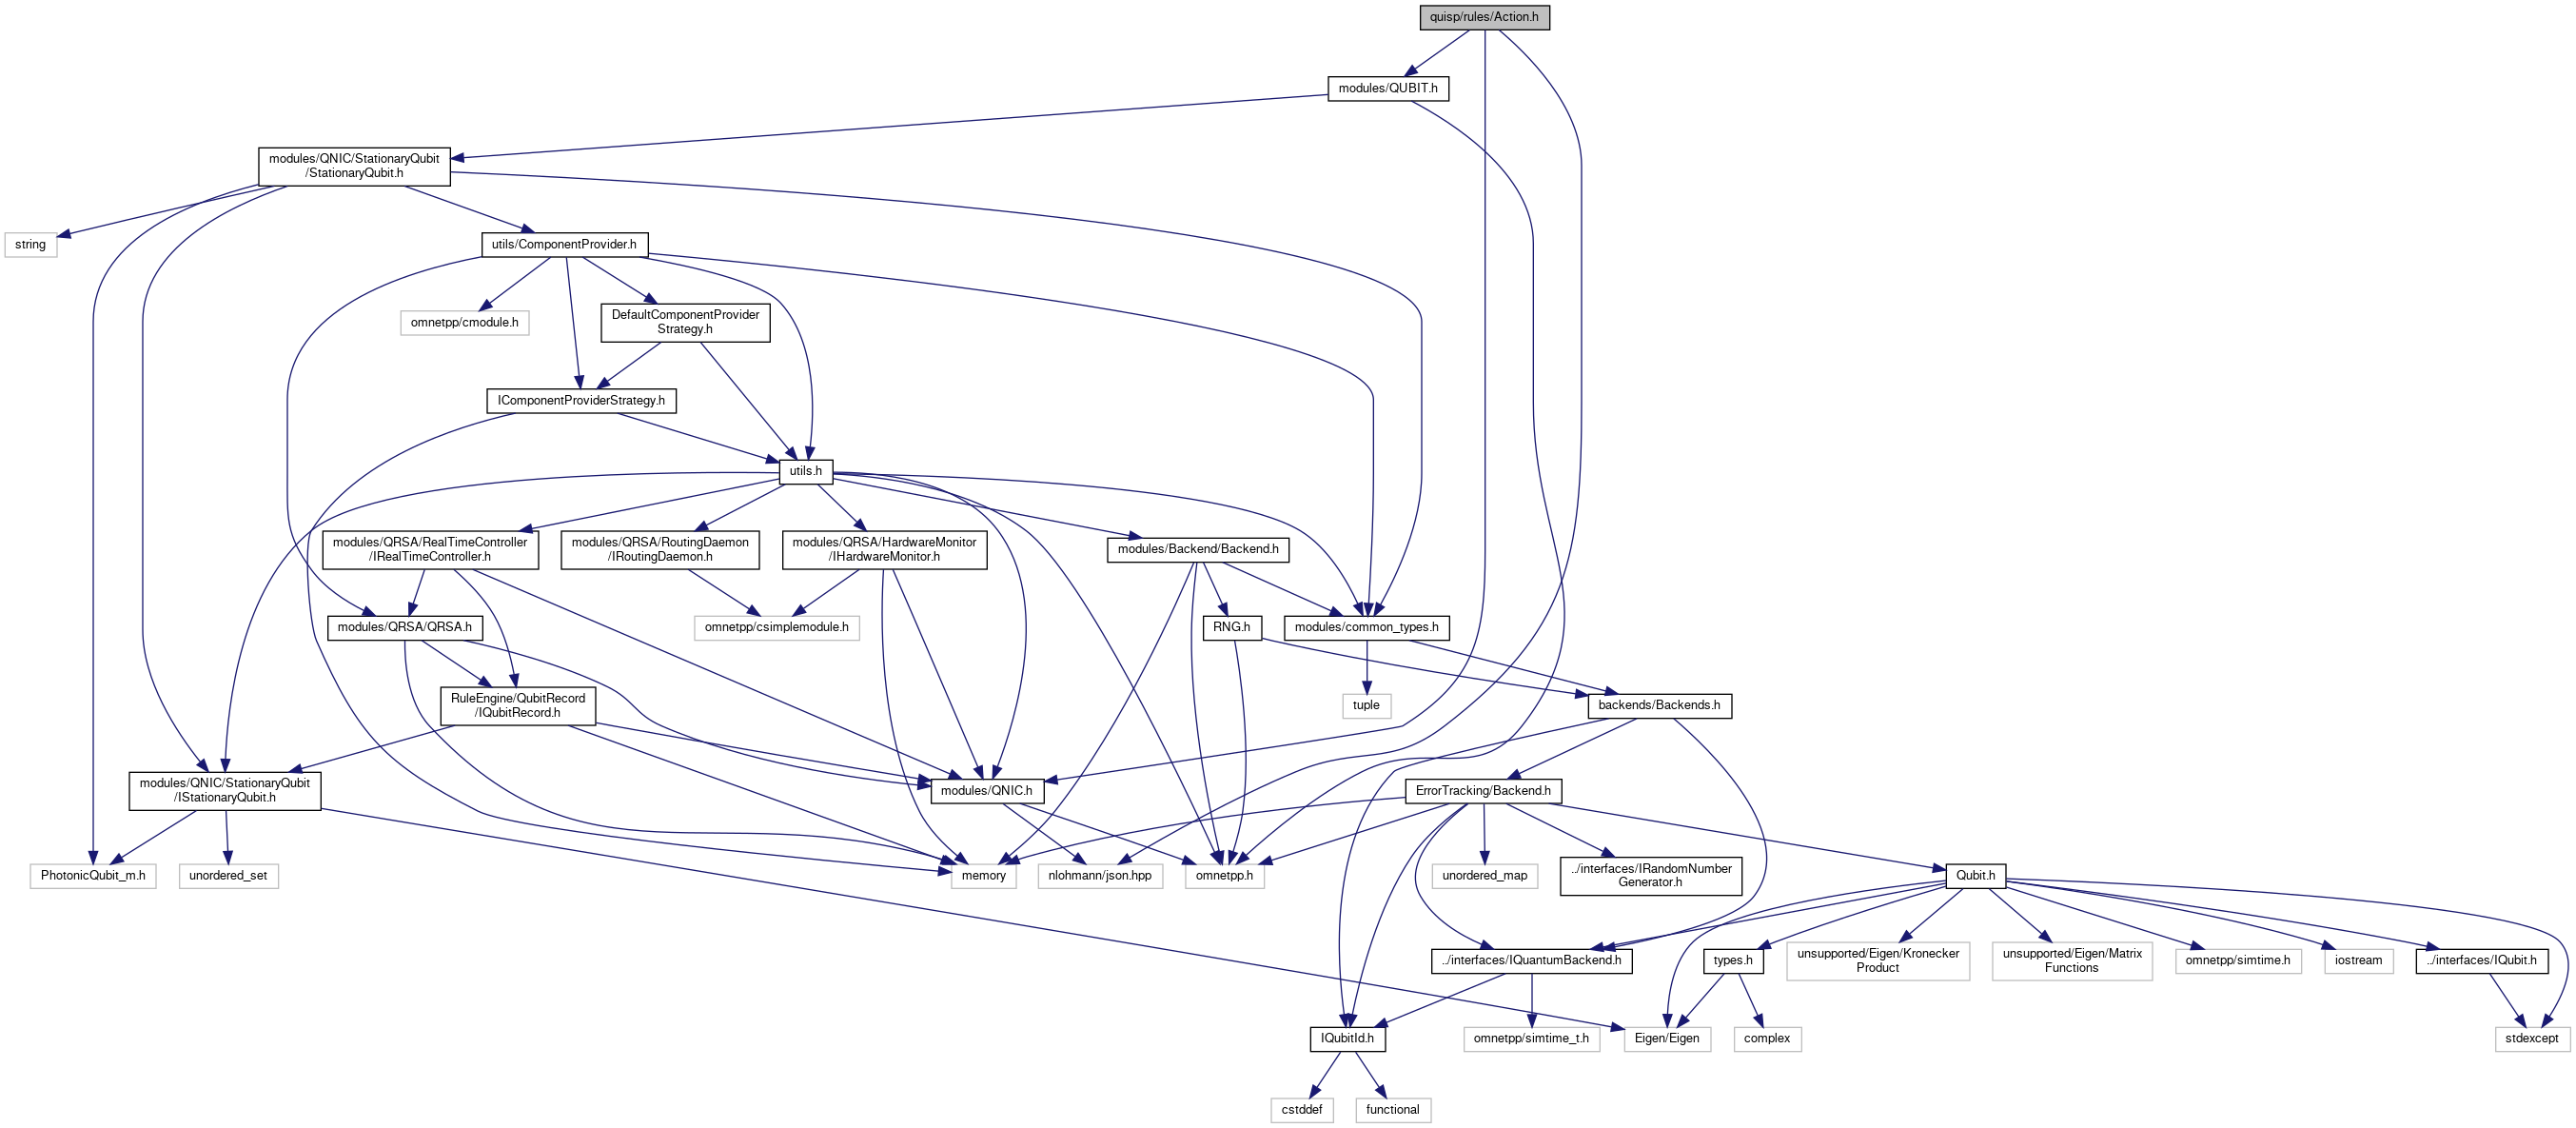 quisp/rules/Action.h
modules/QUBIT.h
modules/QNIC/StationaryQubit
/StationaryQubit.h
string
utils/ComponentProvider.h
omnetpp/cmodule.h
DefaultComponentProvider
Strategy.h
IComponentProviderStrategy.h
utils.h
modules/QRSA/RealTimeController
/IRealTimeController.h
modules/QRSA/RoutingDaemon
/IRoutingDaemon.h
modules/QRSA/HardwareMonitor
/IHardwareMonitor.h
modules/Backend/Backend.h
modules/QRSA/QRSA.h
omnetpp/csimplemodule.h
RNG.h
modules/common_types.h
RuleEngine/QubitRecord
/IQubitRecord.h
tuple
backends/Backends.h
modules/QNIC/StationaryQubit
/IStationaryQubit.h
modules/QNIC.h
ErrorTracking/Backend.h
PhotonicQubit_m.h
unordered_set
memory
nlohmann/json.hpp
omnetpp.h
unordered_map
../interfaces/IRandomNumber
Generator.h
Qubit.h
../interfaces/IQuantumBackend.h
types.h
unsupported/Eigen/Kronecker
Product
unsupported/Eigen/Matrix
Functions
omnetpp/simtime.h
iostream
../interfaces/IQubit.h
IQubitId.h
omnetpp/simtime_t.h
Eigen/Eigen
complex
stdexcept
cstddef
functional